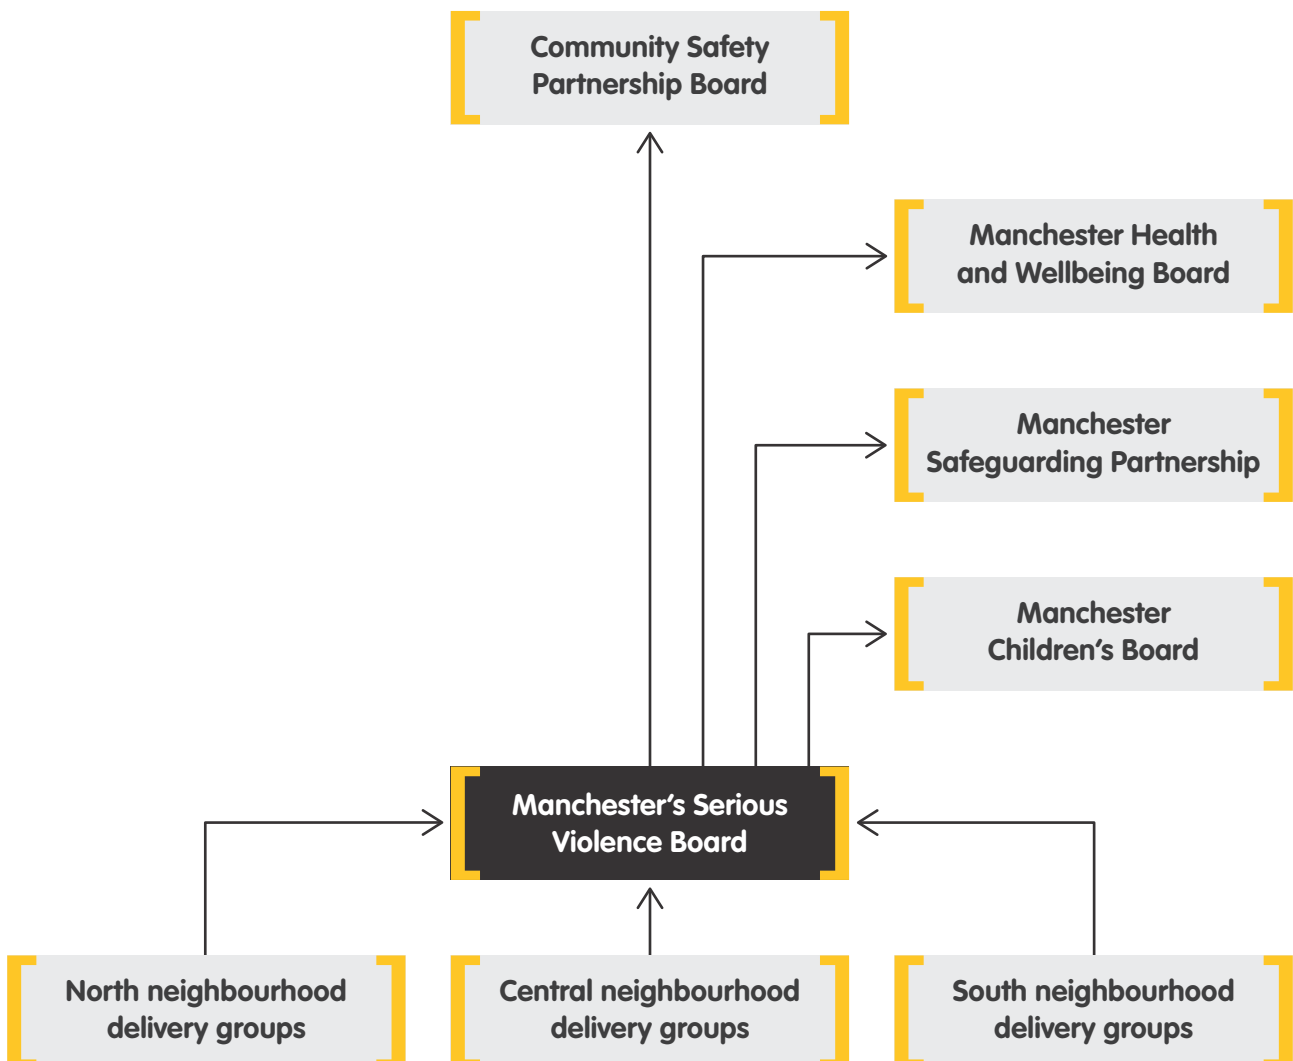 Community Safety
Partnership Board
Manchester Health
and Wellbeing Board
Manchester
Safeguarding Partnership
Manchester
Children's Board
Manchester's Serious
Violence Board
North neighbourhood
delivery groups
Central neighbourhood
delivery groups
South neighbourhood
delivery groups